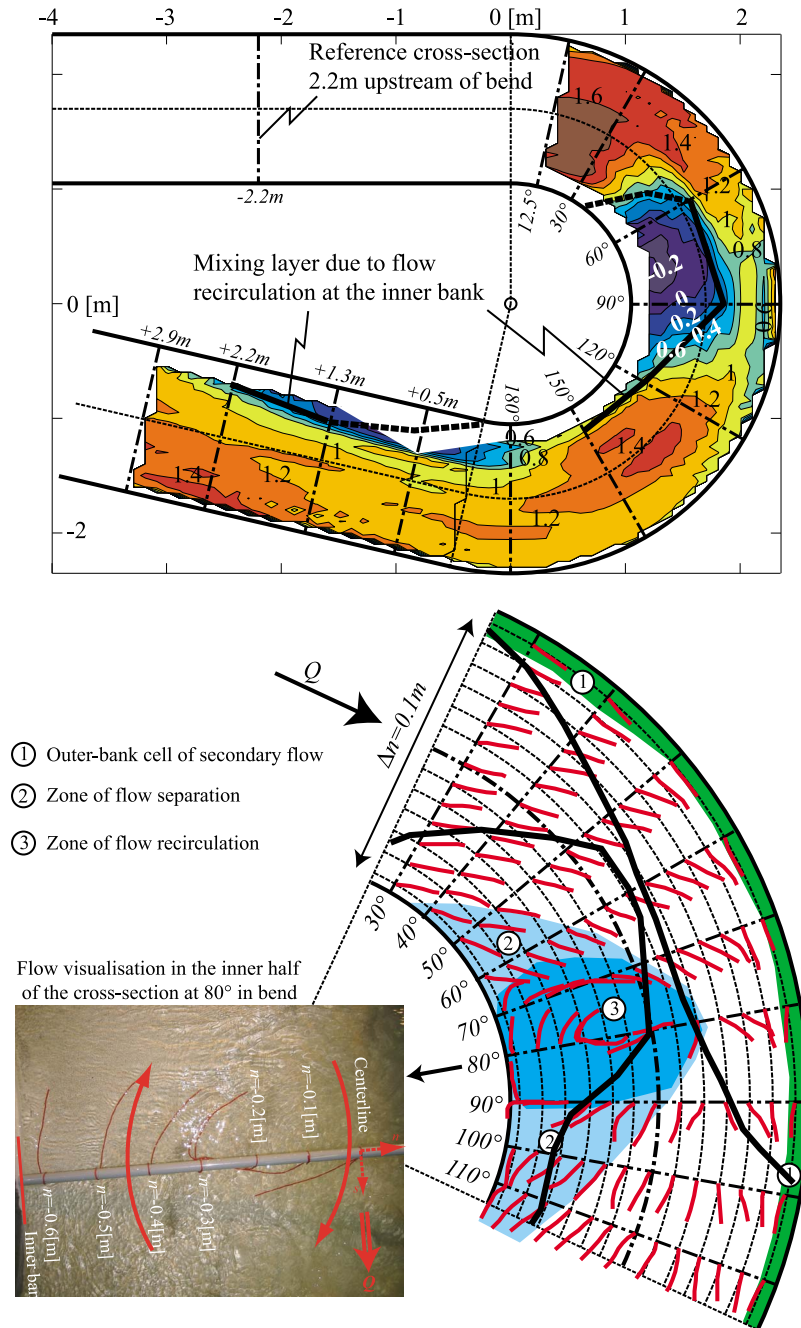 -4 -3 -2 -1 0 [m] 1 2
Reference cross-section
2.2m upstream of bend
1.6
1.4
1.2
1
0.8
-2.2m
12.5°
30°
60°
-0.2
0
0.2
0.4
0.6
0.6
Mixing layer due to flow
recirculation at the inner bank
0 [m]
90°
120°
150°
180°
+2.9m
+2.2m
+1.3m
+0.5m
1
1.2
1.4
0.6
0.8
1
1.2
1
1.2
1.4
-2
Q
Δn=0.1m
1
1 Outer-bank cell of secondary flow
2 Zone of flow separation
3 Zone of flow recirculation
30°
40°
50°
60°
70°
80°
90°
100°
110°
2
3
2
1
Flow visualisation in the inner half
of the cross-section at 80° in bend
Centerline
n=-0.1[m]
n=-0.2[m]
n=-0.3[m]
n=-0.4[m]
n=-0.5[m]
n=-0.6[m]
Q